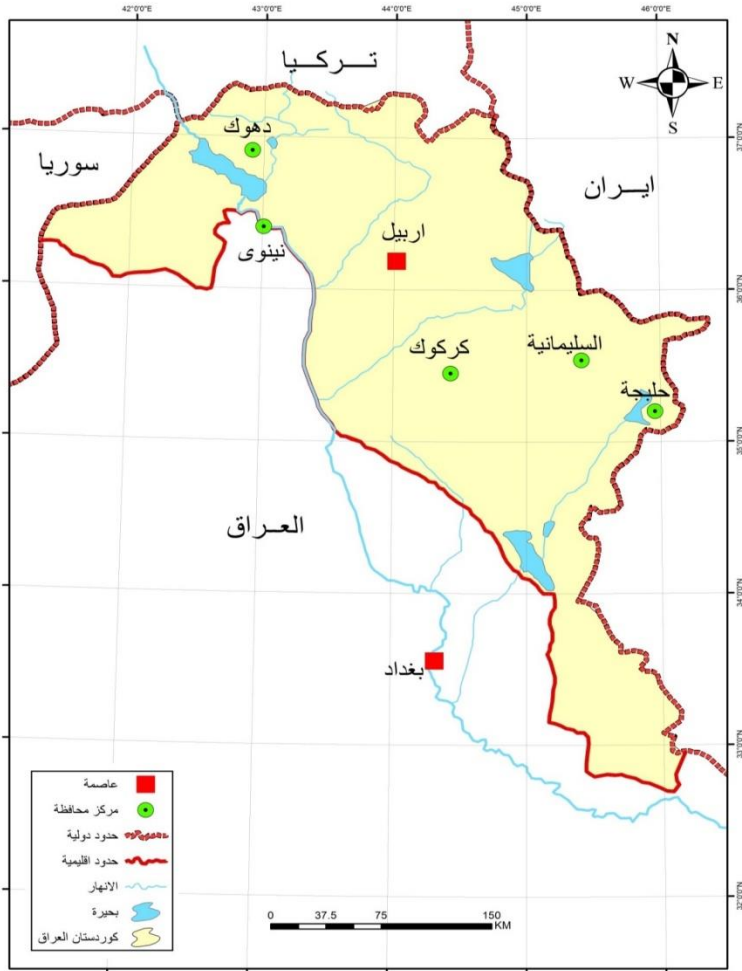 42°0'0"E 43°0'0"E 44°0'0"E 45°0'0"E 46°0'0"E
N
W E
S
تــركــيــا
دهوك
37°0'0"N
سوريا
ايــران
اربيل
نينوى
36°0'0"N
السليمانية
كركوك
حلبجة
35°0'0"N
العــراق
34°0'0"N
بغداد
33°0'0"N
عاصمة
مركز محافظة
حدود دولية
حدود اقليمية
الانهار
بحيرة
كوردستان العراق
32°0'0"N
0 37.5 75 150
KM